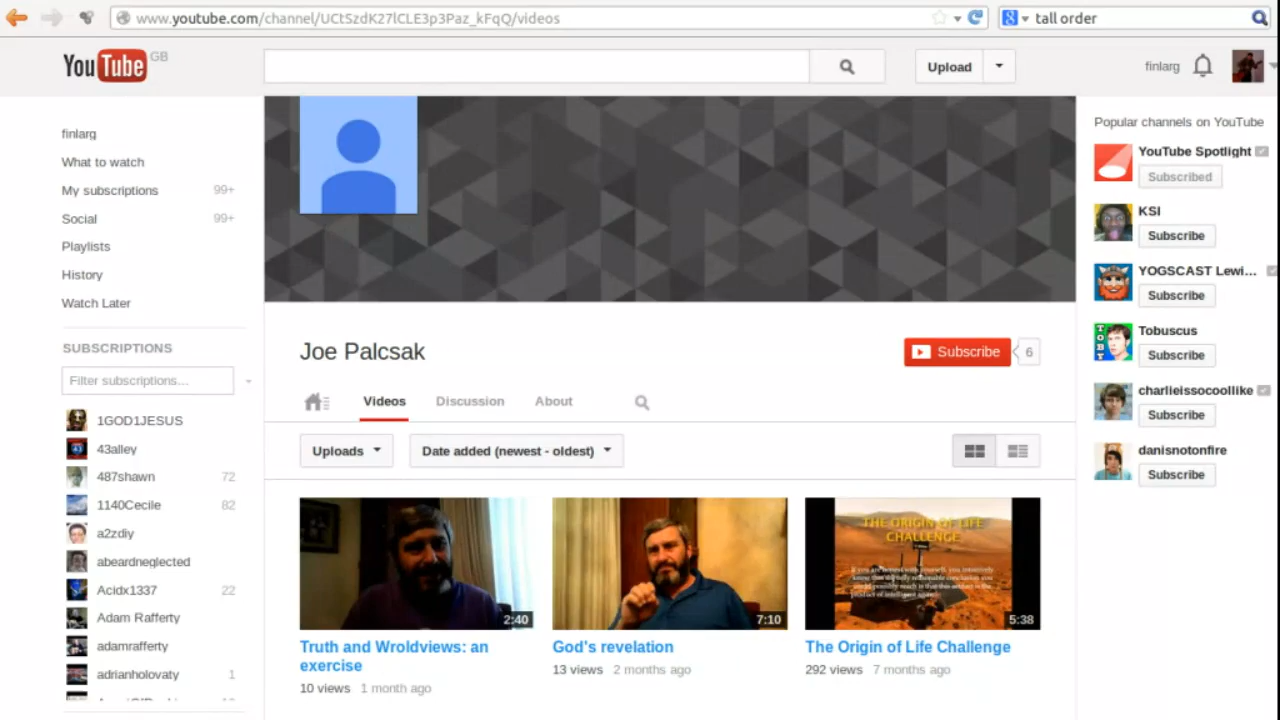 www.youtube.com/channel/UCtSzdK27lCLE3p3Paz_kFqQ/videos
tall order
You Tube GB
Upload
finlarg
finlarg
What to watch
My subscriptions 99+
Social 99+
Playlists
History
Watch Later
SUBSCRIPTIONS
Filter subscriptions...
1GOD1JESUS
43alley
487shawn 72
1140Cecile 82
a2zdiy
abeardneglected
Acidx1337 22
Adam Rafferty
adamrafferty
adrianholovaty 1
Joe Palcsak
Subscribe 6
Videos Discussion About
Uploads Date added (newest - oldest)
2:40
Truth and Wroldviews: an
exercise
10 views 1 month ago
7:10
God's revelation
13 views 2 months ago
THE ORIGIN OF LIFE
CHALLENGE
5:38
The Origin of Life Challenge
292 views 7 months ago
Popular channels on YouTube
YouTube Spotlight
Subscribed
KSI
Subscribe
YOGSCAST Lewi...
Subscribe
TOBY
Tobuscus
Subscribe
charlieissocoollike
Subscribe
danisnotonfire
Subscribe